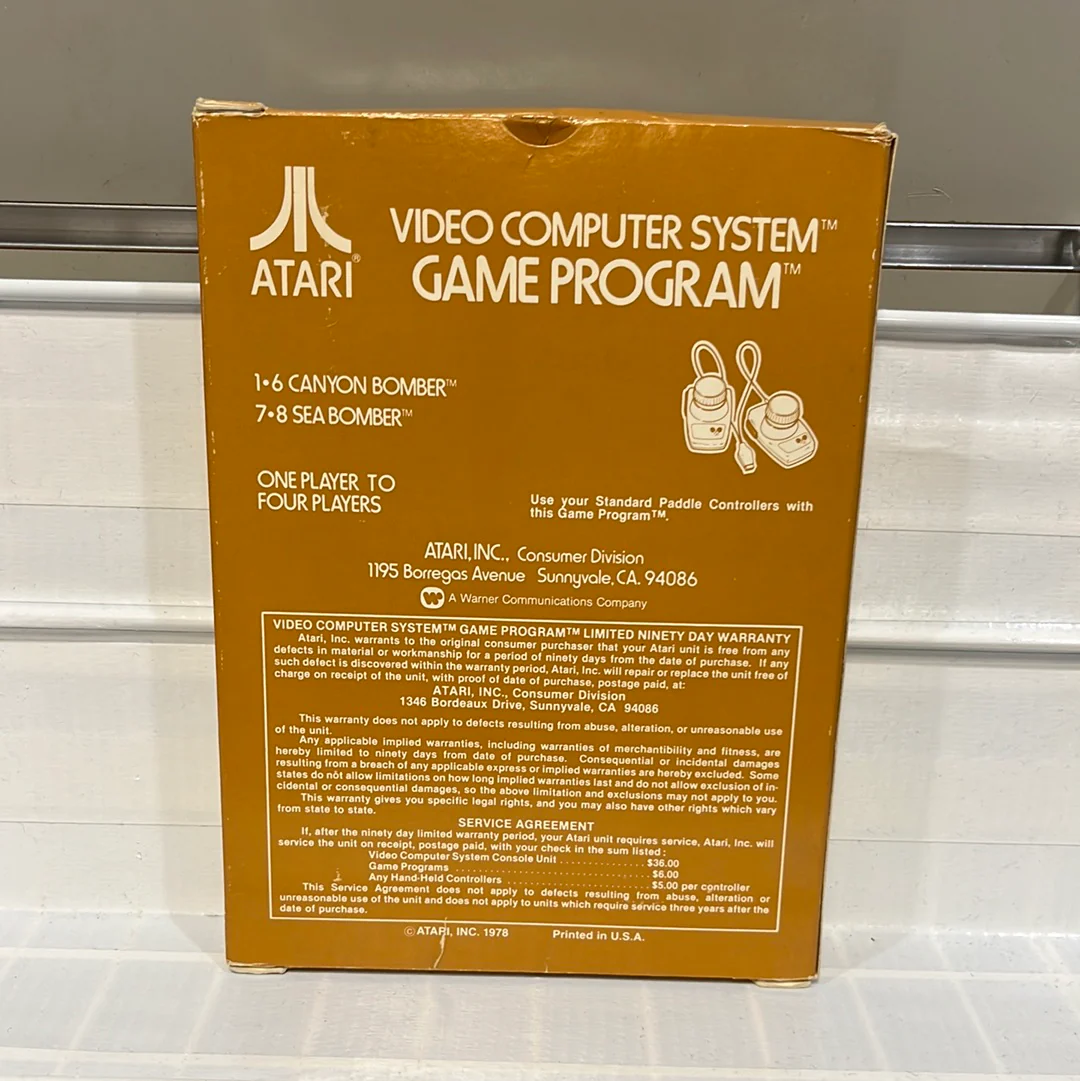 ATARI®
VIDEO COMPUTER SYSTEM™
GAME PROGRAM™
1•6 CANYON BOMBER™
7•8 SEA BOMBER™
ONE PLAYER TO
FOUR PLAYERS
Use your Standard Paddle Controllers with
this Game Program™.
ATARI, INC., Consumer Division
1195 Borregas Avenue Sunnyvale, CA. 94086
A Warner Communications Company
VIDEO COMPUTER SYSTEM™ GAME PROGRAM™ LIMITED NINETY DAY WARRANTY
Atari, Inc. warrants to the original consumer purchaser that your Atari unit is free from any
defects in material or workmanship for a period of ninety days from the date of purchase. If any
such defect is discovered within the warranty period, Atari, Inc. will repair or replace the unit free of
charge on receipt of the unit, with proof of date of purchase, postage paid, at:
ATARI, INC., Consumer Division
1346 Bordeaux Drive, Sunnyvale, CA 94086
This warranty does not apply to defects resulting from abuse, alteration, or unreasonable use
of the unit.
Any applicable implied warranties, including warranties of merchantibility and fitness, are
hereby limited to ninety days from date of purchase. Consequential or incidental damages
resulting from a breach of any applicable express or implied warranties are hereby excluded. Some
states do not allow limitations on how long implied warranties last and do not allow exclusion of in-
cidental or consequential damages, so the above limitation and exclusions may not apply to you.
This warranty gives you specific legal rights, and you may also have other rights which vary
from state to state.
SERVICE AGREEMENT
If, after the ninety day limited warranty period, your Atari unit requires service, Atari, Inc. will
service the unit on receipt, postage paid, with your check in the sum listed:
Video Computer System Console Unit . . . . . . . . . . . . . . $36.00
Game Programs . . . . . . . . . . . . . . . . . . . . . . . . . . . . . . $6.00
Any Hand-Held Controllers . . . . . . . . . . . . . . . . . . . . . . $5.00 per controller
This Service Agreement does not apply to defects resulting from abuse, alteration or
unreasonable use of the unit and does not apply to units which require service three years after the
date of purchase.
©ATARI, INC. 1978 Printed in U.S.A.